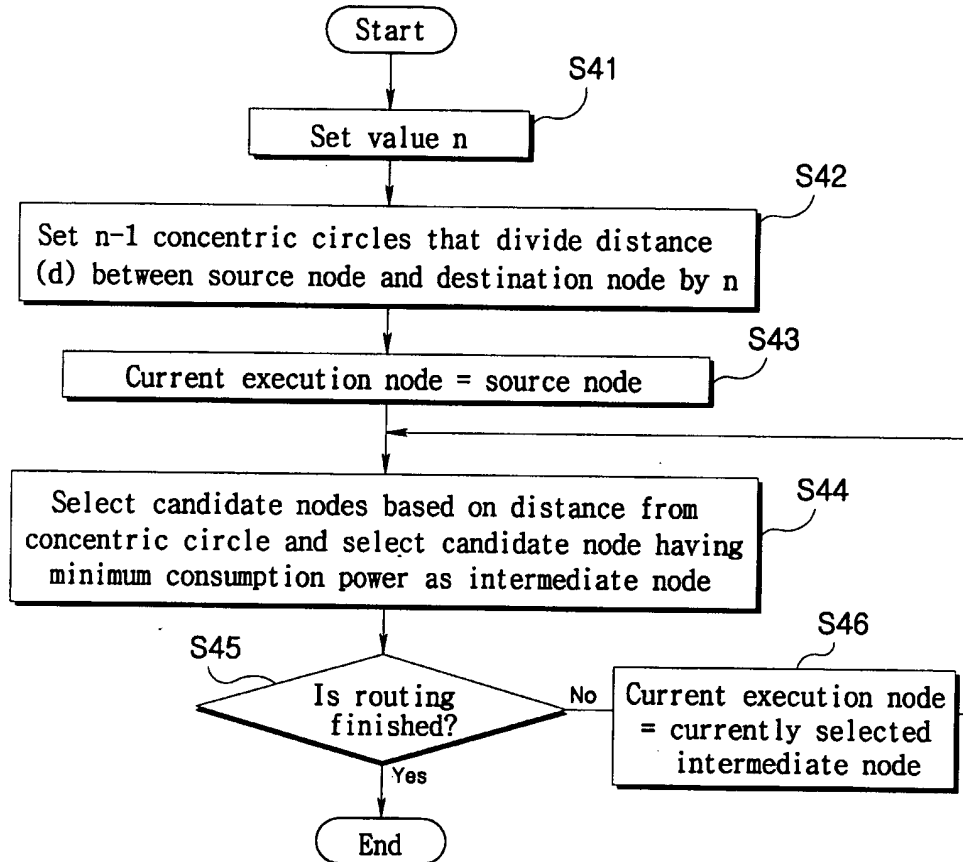 Start
S41
Set value n
S42
Set n-1 concentric circles that divide distance
(d) between source node and destination node by n
S43
Current execution node = source node
S44
Select candidate nodes based on distance from
concentric circle and select candidate node having
minimum consumption power as intermediate node
S45
Is routing
finished?
No
S46
Current execution node
= currently selected
intermediate node
Yes
End